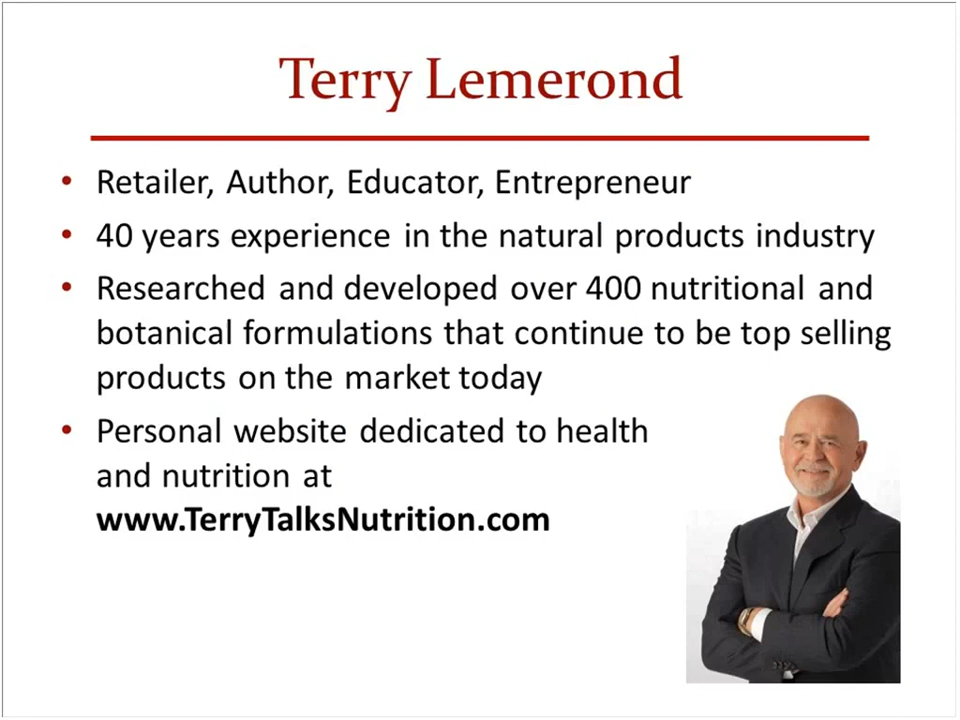 Terry Lemerond
• Retailer, Author, Educator, Entrepreneur
• 40 years experience in the natural products industry
• Researched and developed over 400 nutritional and
botanical formulations that continue to be top selling
products on the market today
• Personal website dedicated to health
and nutrition at
www.TerryTalksNutrition.com